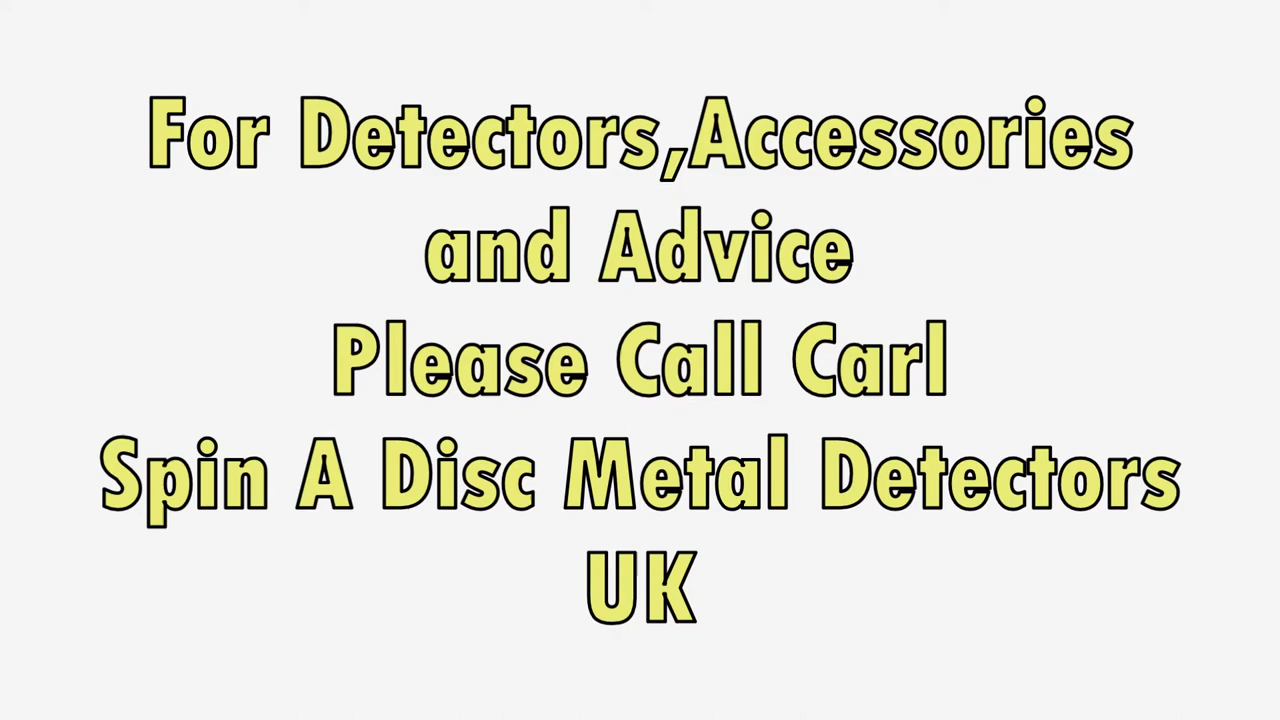 For Detectors,Accessories
and Advice
Please Call Carl
Spin A Disc Metal Detectors
UK